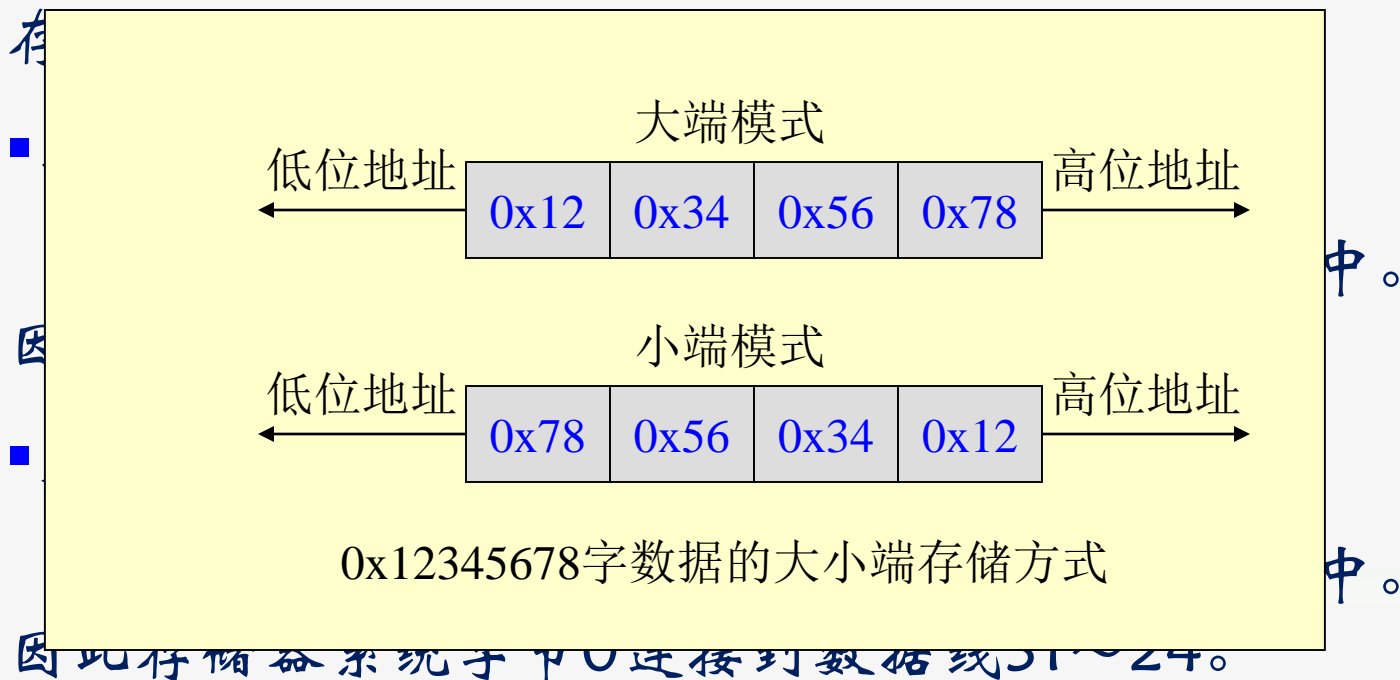 存
大端模式
低位地址 0x12 0x34 0x56 0x78 高位地址
中。
小端模式
因
低位地址 0x78 0x56 0x34 0x12 高位地址
0x12345678字数据的大小端存储方式
中。
因此存储器系统字节0连接到数据线31～24。